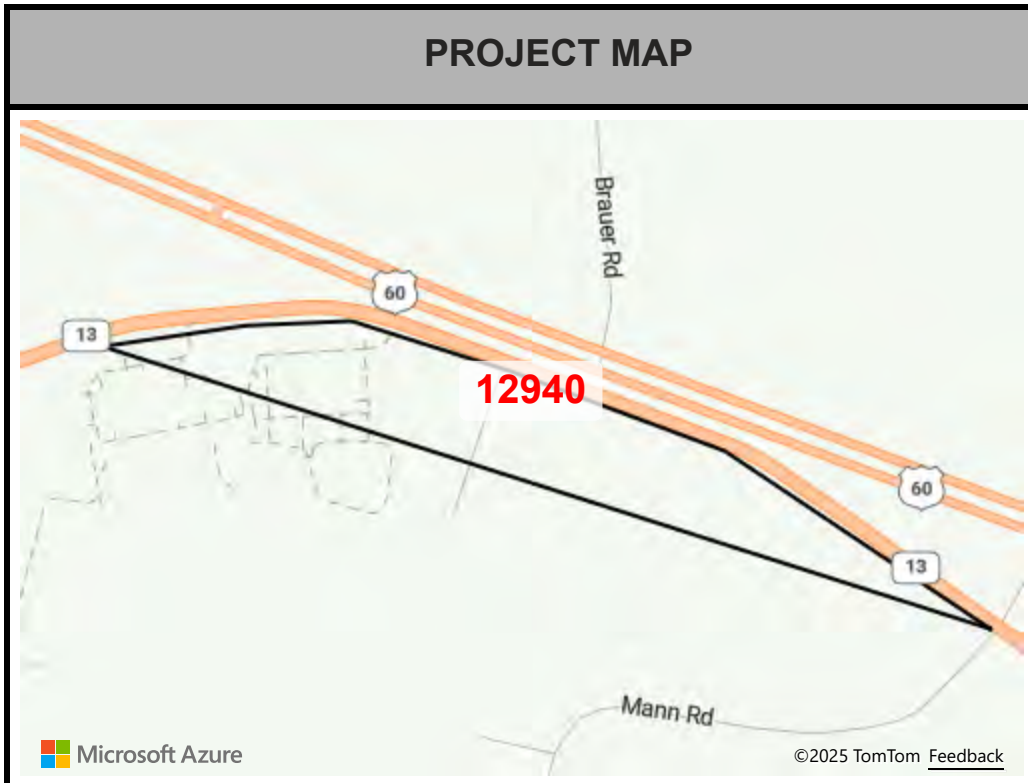 PROJECT MAP
Brauer Rd
60
13
12940
60
13
Mann Rd
Microsoft Azure
©2025 TomTom Feedback